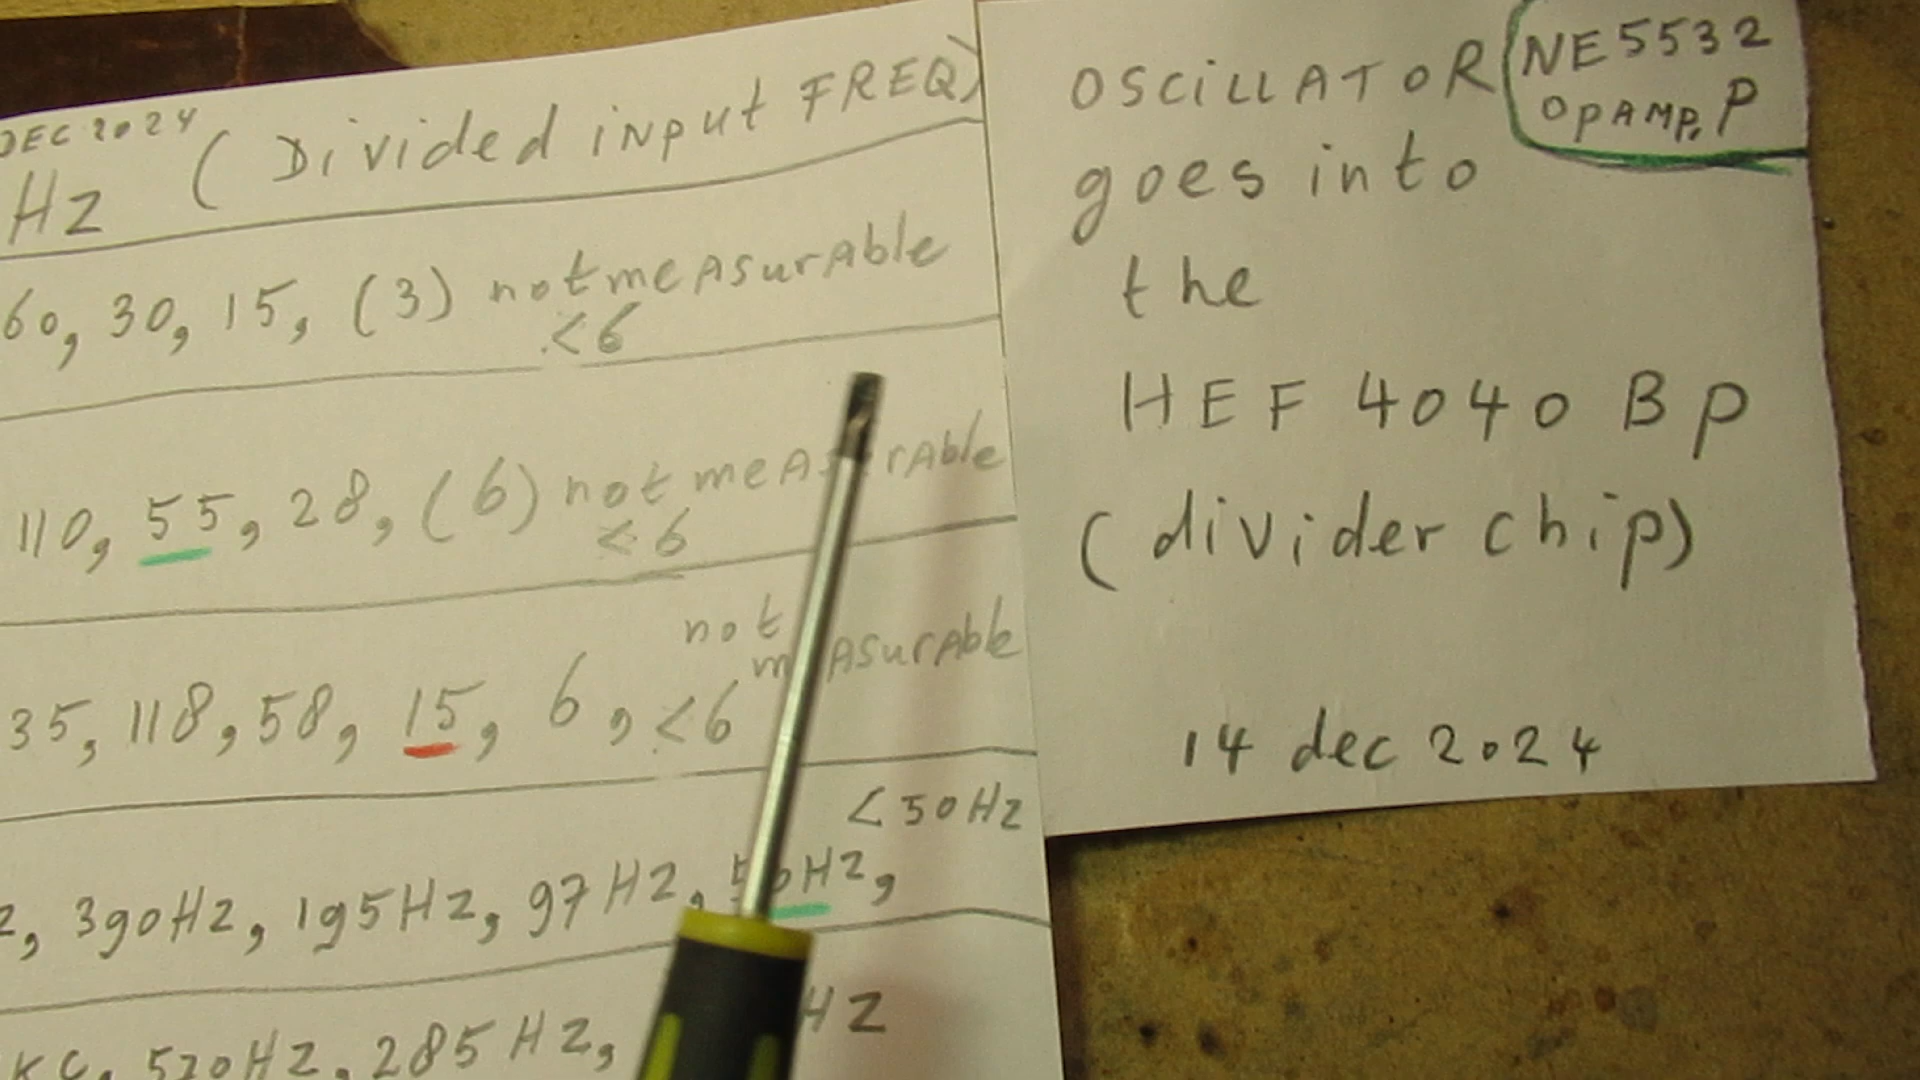 DEC 2024
HZ ( Divided input FREQ)
60, 30, 15, (3) not measurable
<6
110, 55, 28, (6) not measurable
<6
not
measurable
35, 118, 58, 15, 6, <6
<50HZ
390HZ, 195HZ, 97HZ,
285HZ, HZ
OSCILLATOR NE5532
OPAMP, P
goes into
the
HEF 4040 BP
(divider chip)
14 dec 2024